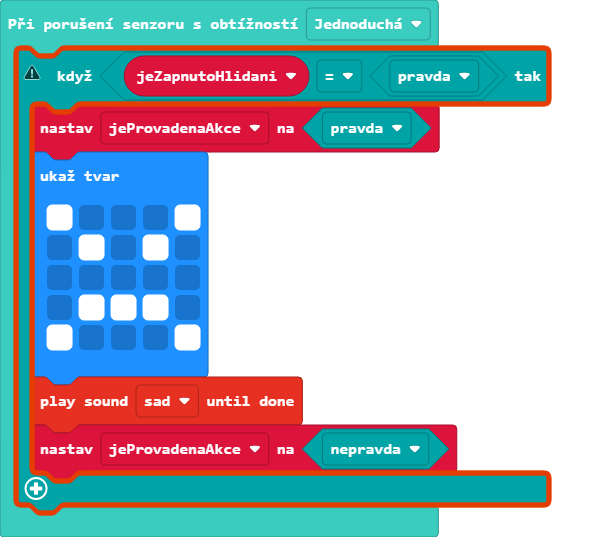 Při porušení senzoru s obtížností Jednoduchá
když jeZapnutoHlidani = pravda tak
nastav jeProvadenaAkce na pravda
ukaž tvar
play sound sad until done
nastav jeProvadenaAkce na nepravda